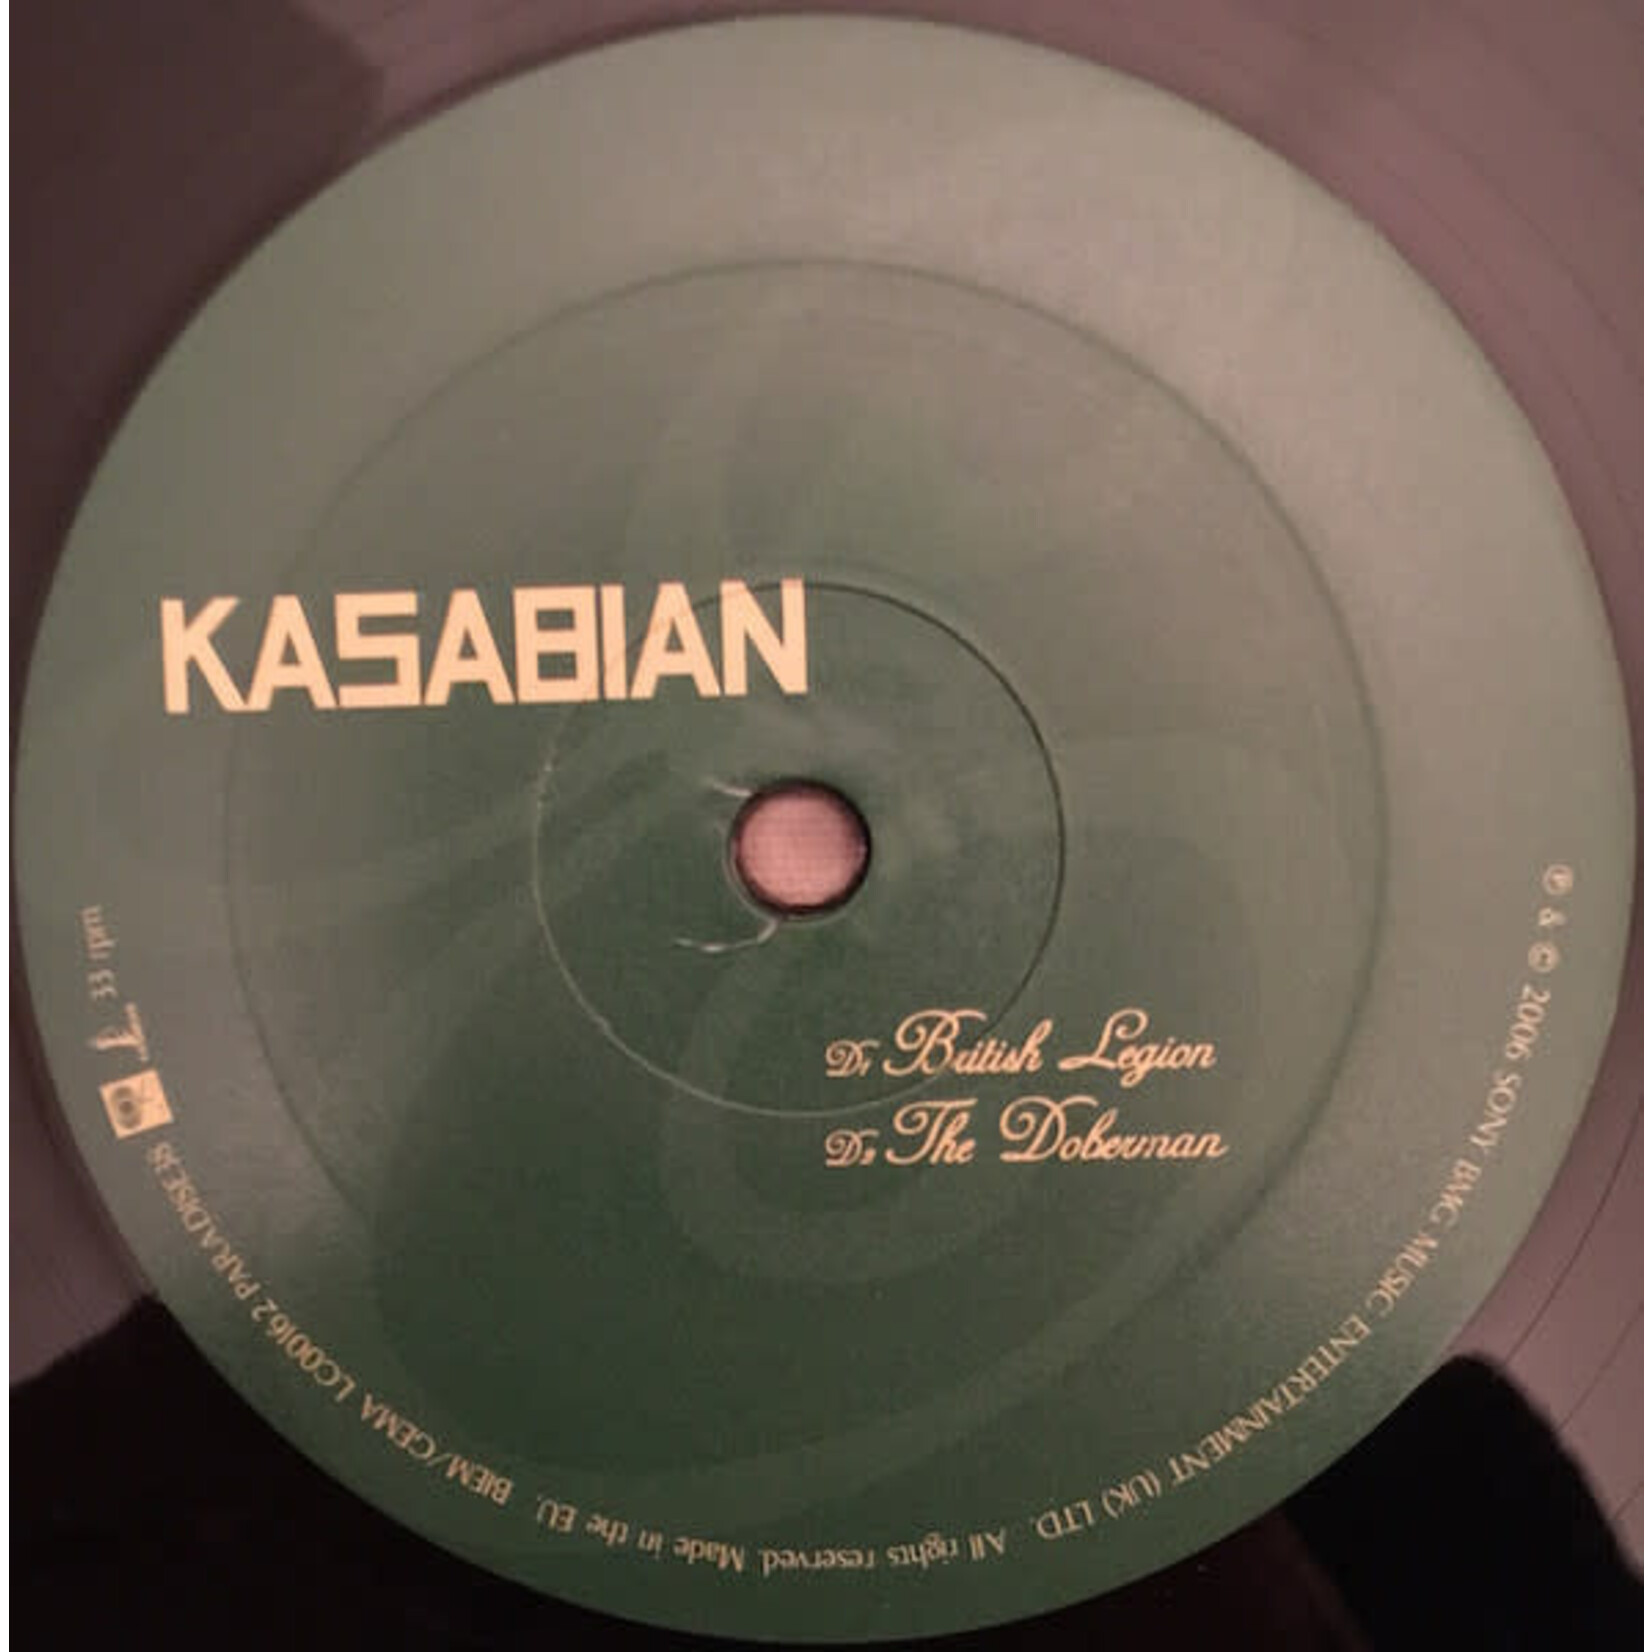 KASABIAN
D1 British Legion
D2 The Doberman
℗ & © 2006 SONY BMG MUSIC ENTERTAINMENT (UK) LTD. All rights reserved. Made in the EU. BIEM/GEMA LC00162 PARADISE38
33 rpm